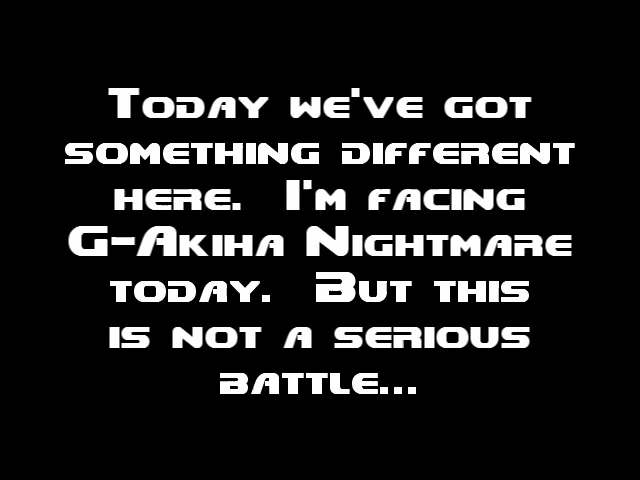 Today we've got
something different
here.  I'm facing
G-Akiha Nightmare
today.  But this
is not a serious
battle...